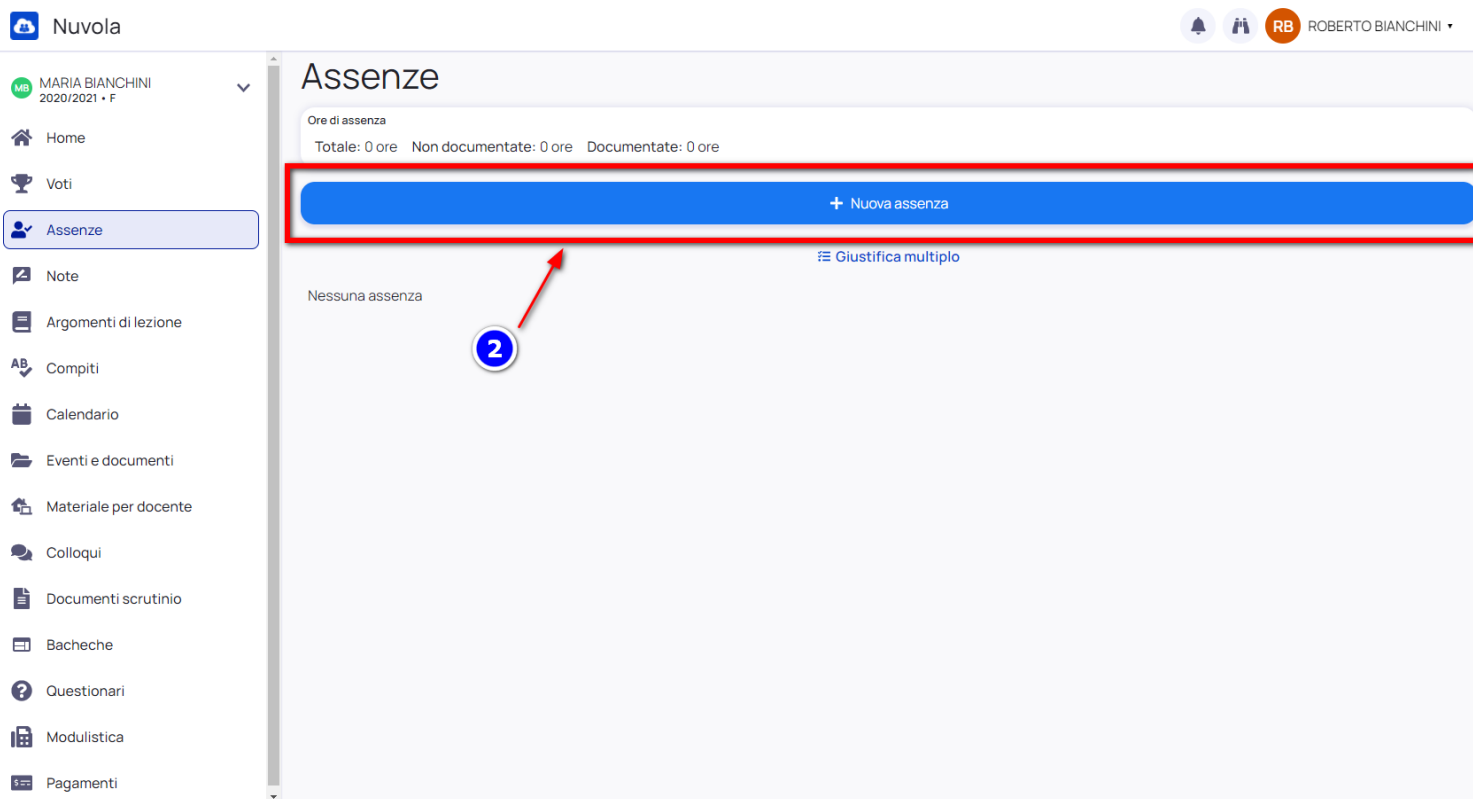 Nuvola
RB ROBERTO BIANCHINI
MB MARIA BIANCHINI
2020/2021 • F
Home
Voti
Assenze
Note
Argomenti di lezione
AB Compiti
Calendario
Eventi e documenti
Materiale per docente
Colloqui
Documenti scrutinio
Bacheche
? Questionari
Modulistica
$ Pagamenti
Assenze
Ore di assenza
Totale: 0 ore Non documentate: 0 ore Documentate: 0 ore
+ Nuova assenza
Giustifica multiplo
Nessuna assenza
2